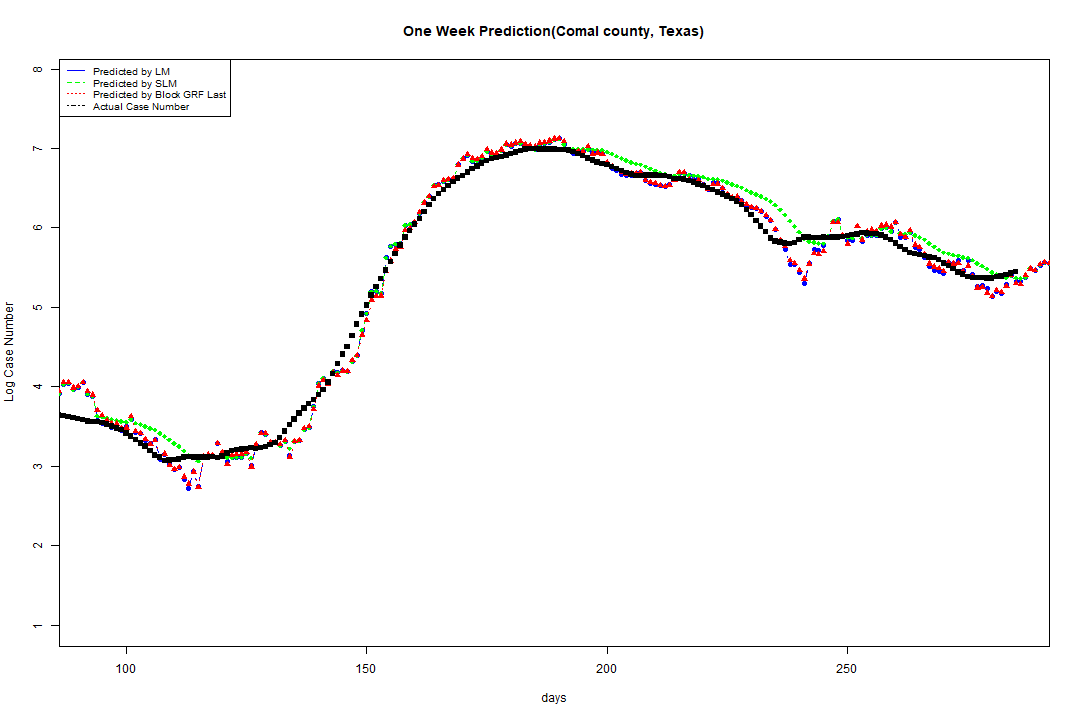 One Week Prediction(Comal county, Texas)
Predicted by LM
Predicted by SLM
Predicted by Block GRF Last
Actual Case Number
8
7
6
5
4
3
2
1
Log Case Number
100 150 200 250
days